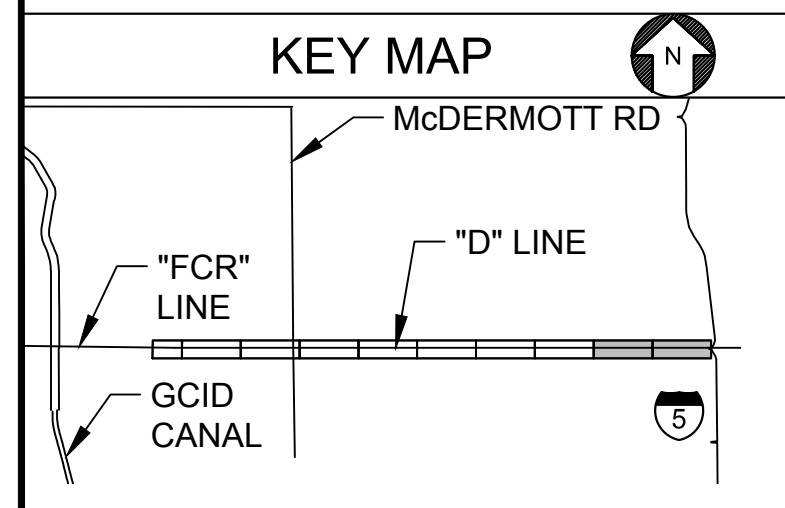 KEY MAP
N
McDERMOTT RD
"D" LINE
"FCR"
LINE
GCID
CANAL
5